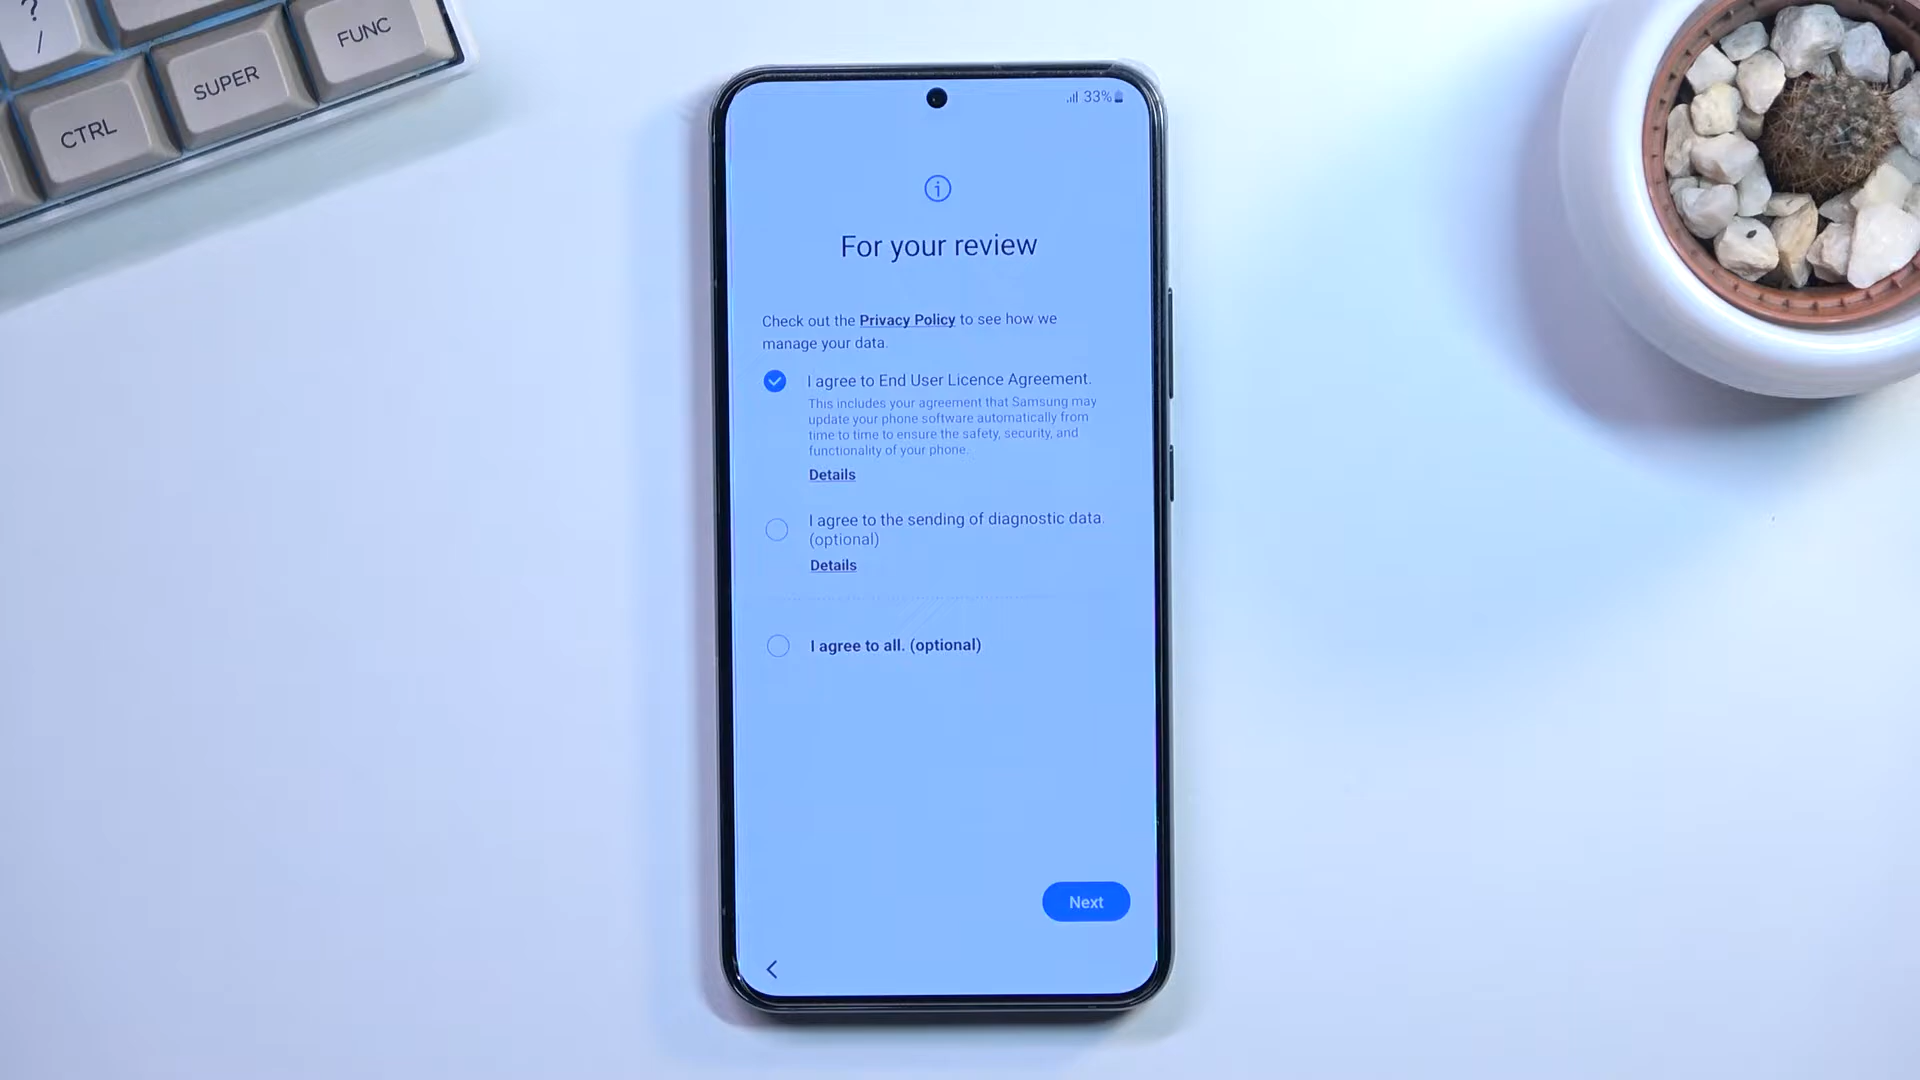 ?
/
CTRL
SUPER
FUNC
33%
For your review
Check out the Privacy Policy to see how we
manage your data.
I agree to End User Licence Agreement.
This includes your agreement that Samsung may
update your phone software automatically from
time to time to ensure the safety, security, and
functionality of your phone.
Details
I agree to the sending of diagnostic data.
(optional)
Details
I agree to all. (optional)
Next